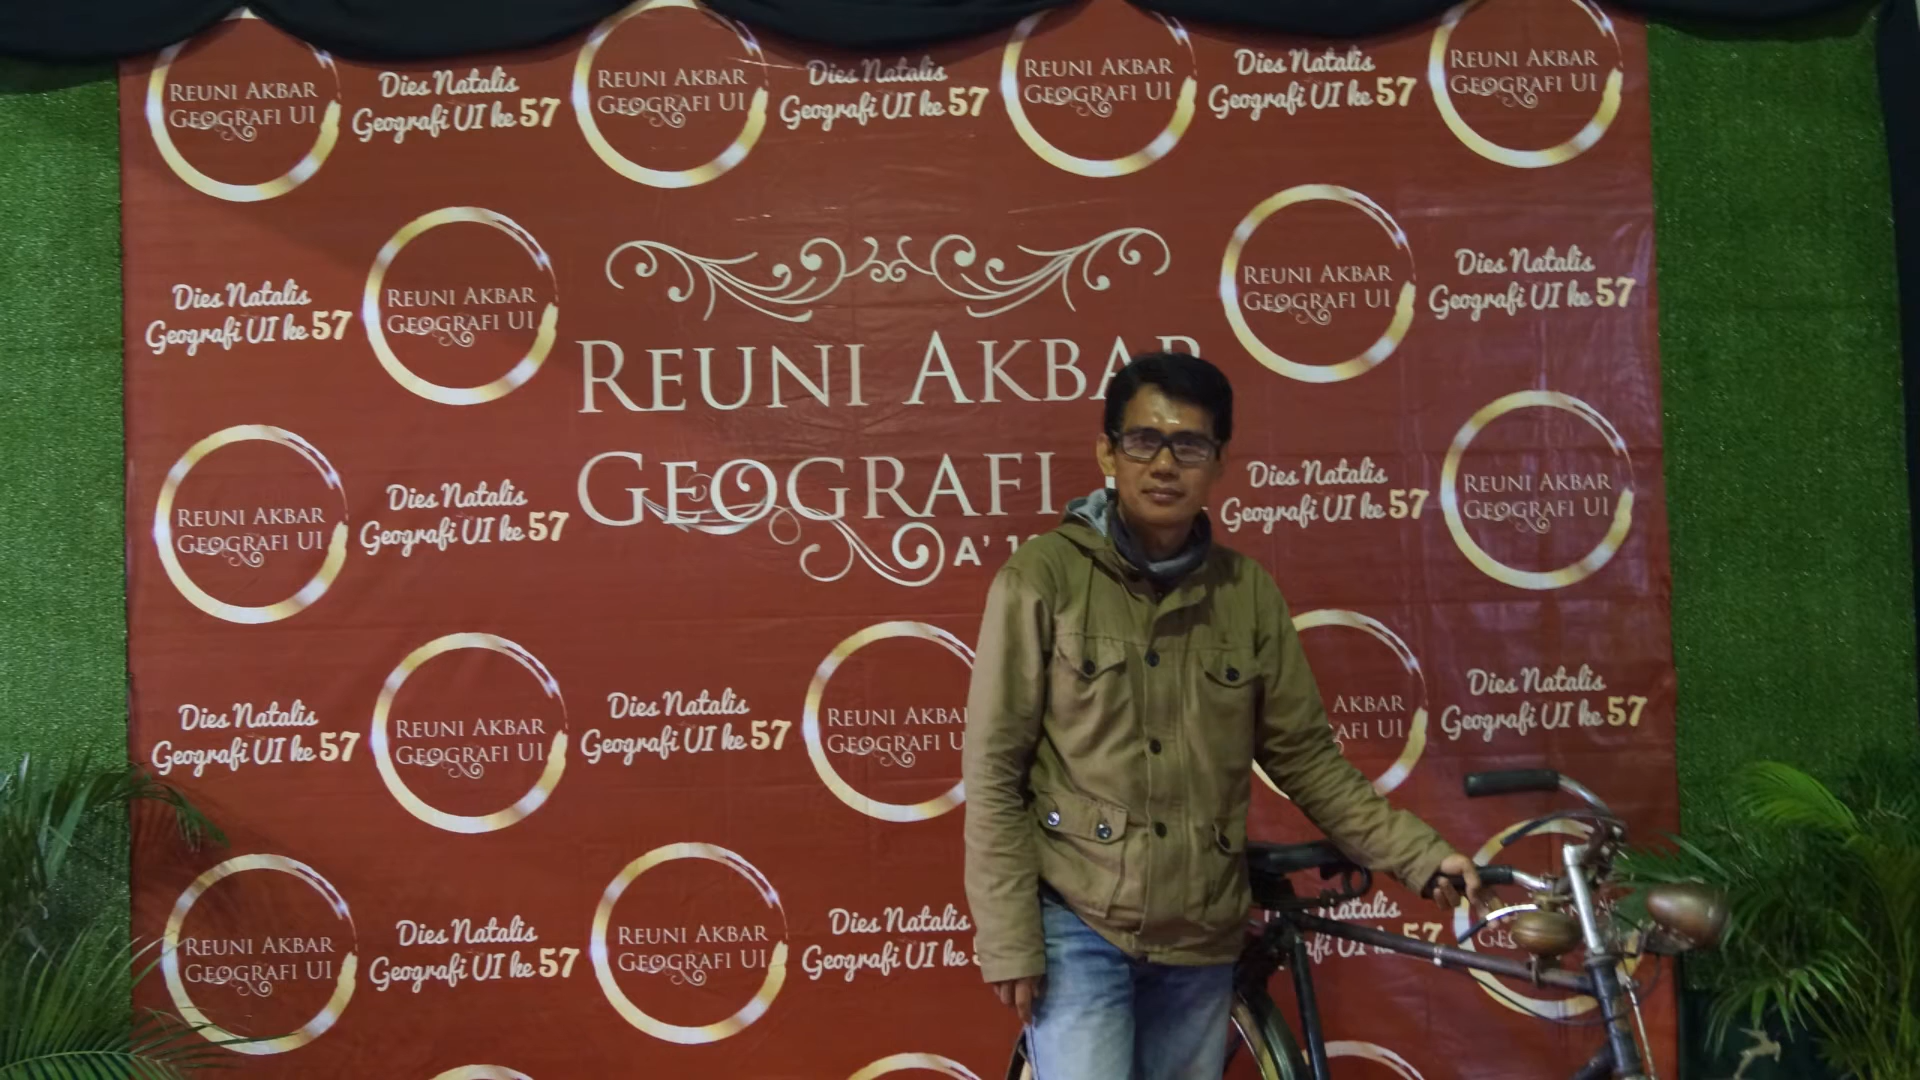 REUNI AKBAR
GEOGRAFI UI
Dies Natalis
Geografi UI ke 57
REUNI AKBAR
GEOGRAFI UI
Dies Natalis
Geografi UI ke 57
REUNI AKBAR
GEOGRAFI UI
Dies Natalis
Geografi UI ke 57
REUNI AKBAR
GEOGRAFI UI
Dies Natalis
Geografi UI ke 57
REUNI AKBAR
GEOGRAFI UI
REUNI AKBAR
GEOGRAFI UI
Dies Natalis
Geografi UI ke 57
REUNI AKBAR
GEOGRAFI
A'
REUNI AKBAR
GEOGRAFI UI
Dies Natalis
Geografi UI ke 57
Dies Natalis
Geografi UI ke 57
REUNI AKBAR
GEOGRAFI UI
Dies Natalis
Geografi UI ke 57
REUNI AKBAR
GEOGRAFI UI
Dies Natalis
Geografi UI ke 57
REUNI AKBAR
GEOGRAFI
AKBAR
UI
Dies Natalis
Geografi UI ke 57
REUNI AKBAR
GEOGRAFI UI
Dies Natalis
Geografi UI ke 57
REUNI AKBAR
GEOGRAFI UI
Dies Natalis
Geografi UI ke
Natalis
UI ke 57